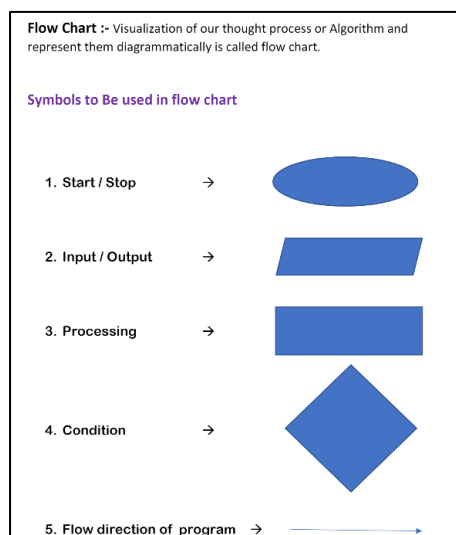 Flow Chart :- Visualization of our thought process or Algorithm and
represent them diagrammatically is called flow chart.
Symbols to Be used in flow chart
1. Start / Stop →
2. Input / Output →
3. Processing →
4. Condition →
5. Flow direction of program →